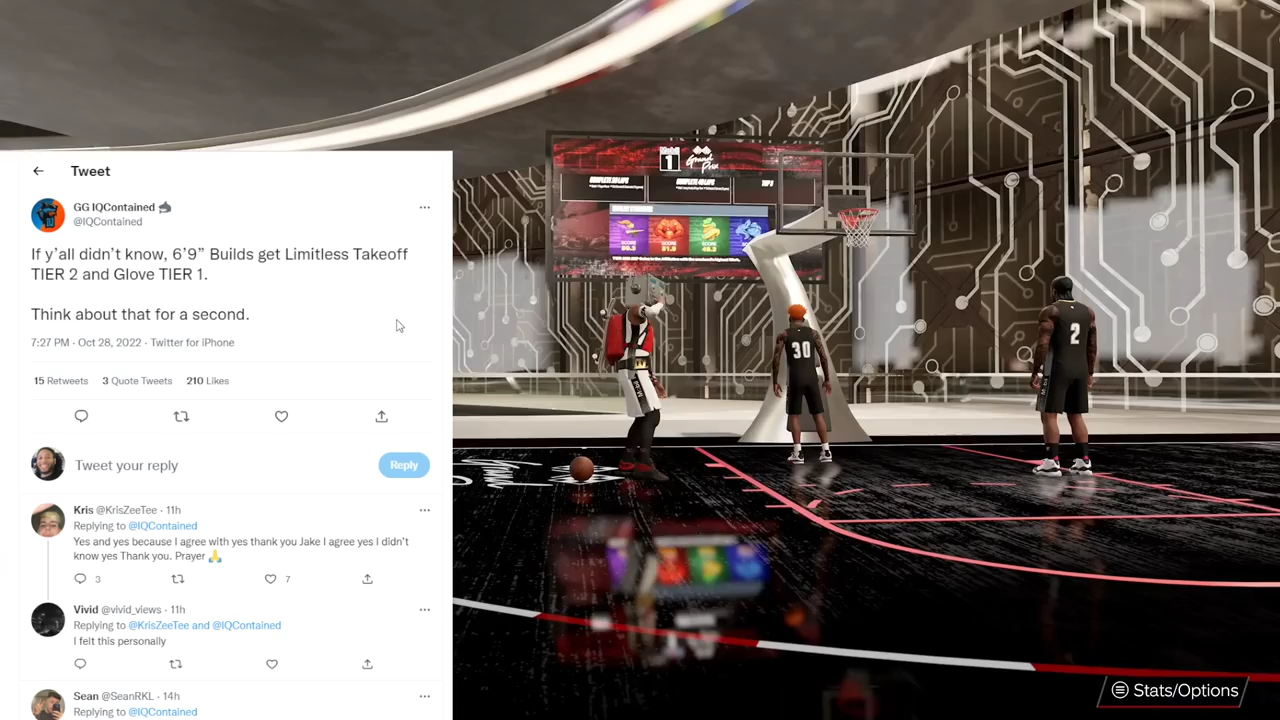 Tweet
GG IQContained
@IQContained
If y’all didn’t know, 6’9” Builds get Limitless Takeoff
TIER 2 and Glove TIER 1.
Think about that for a second.
7:27 PM · Oct 28, 2022 · Twitter for iPhone
15 Retweets 3 Quote Tweets 210 Likes
Tweet your reply
Reply
Kris @KrisZeeTee · 11h
Replying to @IQContained
Yes and yes because I agree with yes thank you Jake I agree yes I didn’t
know yes Thank you. Prayer 🙏
3 7
Vivid @vivid_views · 11h
Replying to @KrisZeeTee and @IQContained
I felt this personally
Sean @SeanRKL · 14h
Replying to @IQContained
1 Grand Prix
30
2
Stats/Options